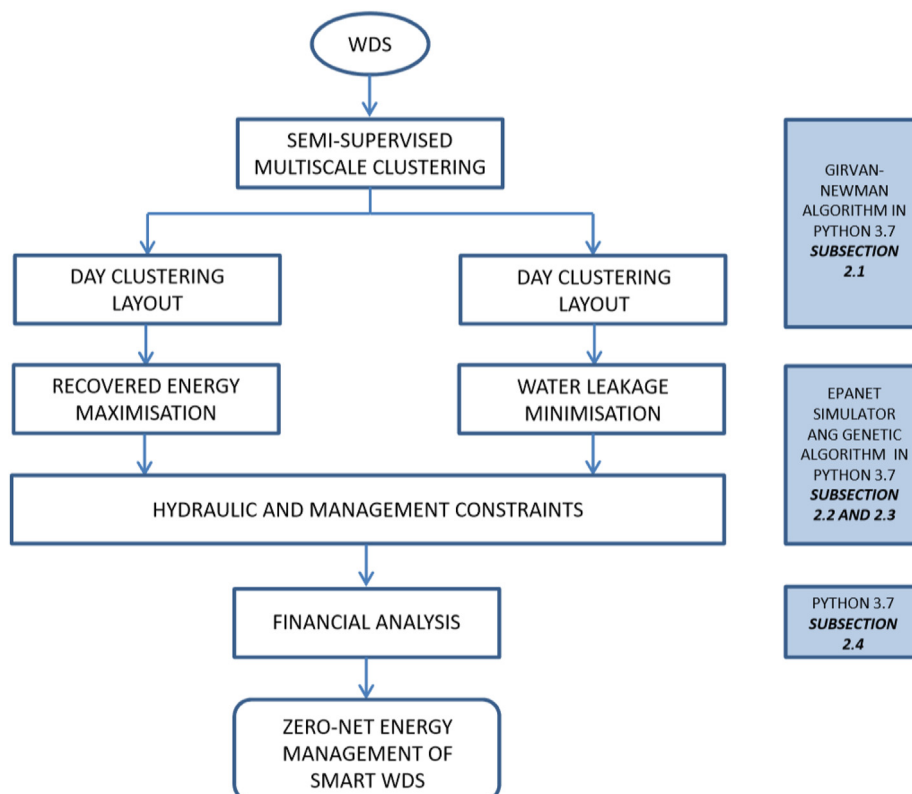 WDS
SEMI-SUPERVISED
MULTISCALE CLUSTERING
DAY CLUSTERING
LAYOUT
DAY CLUSTERING
LAYOUT
RECOVERED ENERGY
MAXIMISATION
WATER LEAKAGE
MINIMISATION
HYDRAULIC AND MANAGEMENT CONSTRAINTS
FINANCIAL ANALYSIS
ZERO-NET ENERGY
MANAGEMENT OF
SMART WDS
GIRVAN-
NEWMAN
ALGORITHM IN
PYTHON 3.7
SUBSECTION
2.1
EPANET
SIMULATOR
ANG GENETIC
ALGORITHM IN
PYTHON 3.7
SUBSECTION
2.2 AND 2.3
PYTHON 3.7
SUBSECTION
2.4